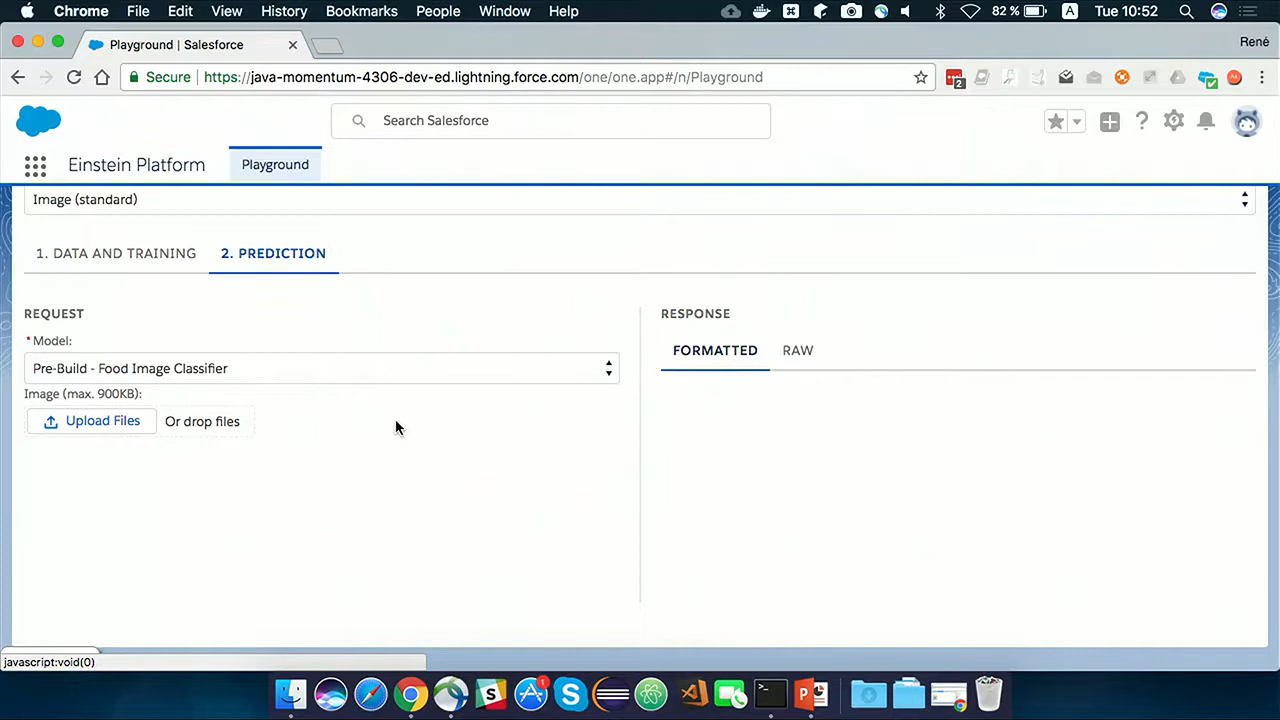 Chrome File Edit View History Bookmarks People Window Help 82 % A Tue 10:52
Playground | Salesforce René
Secure https://java-momentum-4306-dev-ed.lightning.force.com/one/one.app#/n/Playground 2
Search Salesforce
Einstein Platform Playground
Image (standard)
1. DATA AND TRAINING 2. PREDICTION
REQUEST
* Model:
Pre-Build - Food Image Classifier
Image (max. 900KB):
Upload Files Or drop files
RESPONSE
FORMATTED RAW
javascript:void(0)
1